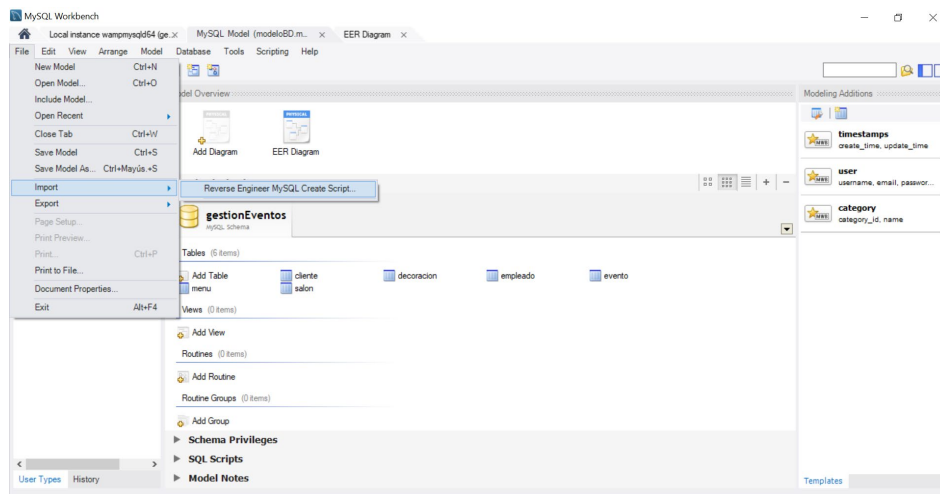 MySQL Workbench
Local instance wampmysqld64 (ge..
MySQL Model (modeloBD.m...
EER Diagram
File Edit View Arrange Model Database Tools Scripting Help
New Model Ctrl+N
Open Model... Ctrl+O
Include Model...
Open Recent
Close Tab Ctrl+W
Save Model Ctrl+S
Save Model As... Ctrl+Mayús.+S
Import
Reverse Engineer MySQL Create Script...
Export
Page Setup...
Print Preview...
Print... Ctrl+P
Print to File...
Document Properties...
Exit Alt+F4
del Overview
PHYSICAL
PHYSICAL
Add Diagram
EER Diagram
gestionEventos
MySQL Schema
Tables (6 items)
Add Table cliente decoracion empleado evento
menu salon
Views (0 items)
Add View
Routines (0 items)
Add Routine
Routine Groups (0 items)
Add Group
Schema Privileges
SQL Scripts
Model Notes
User Types History
Modeling Additions
timestamps
create_time, update_time
user
username, email, passwor...
category
category_id, name
MWB
MWB
MWB
Templates